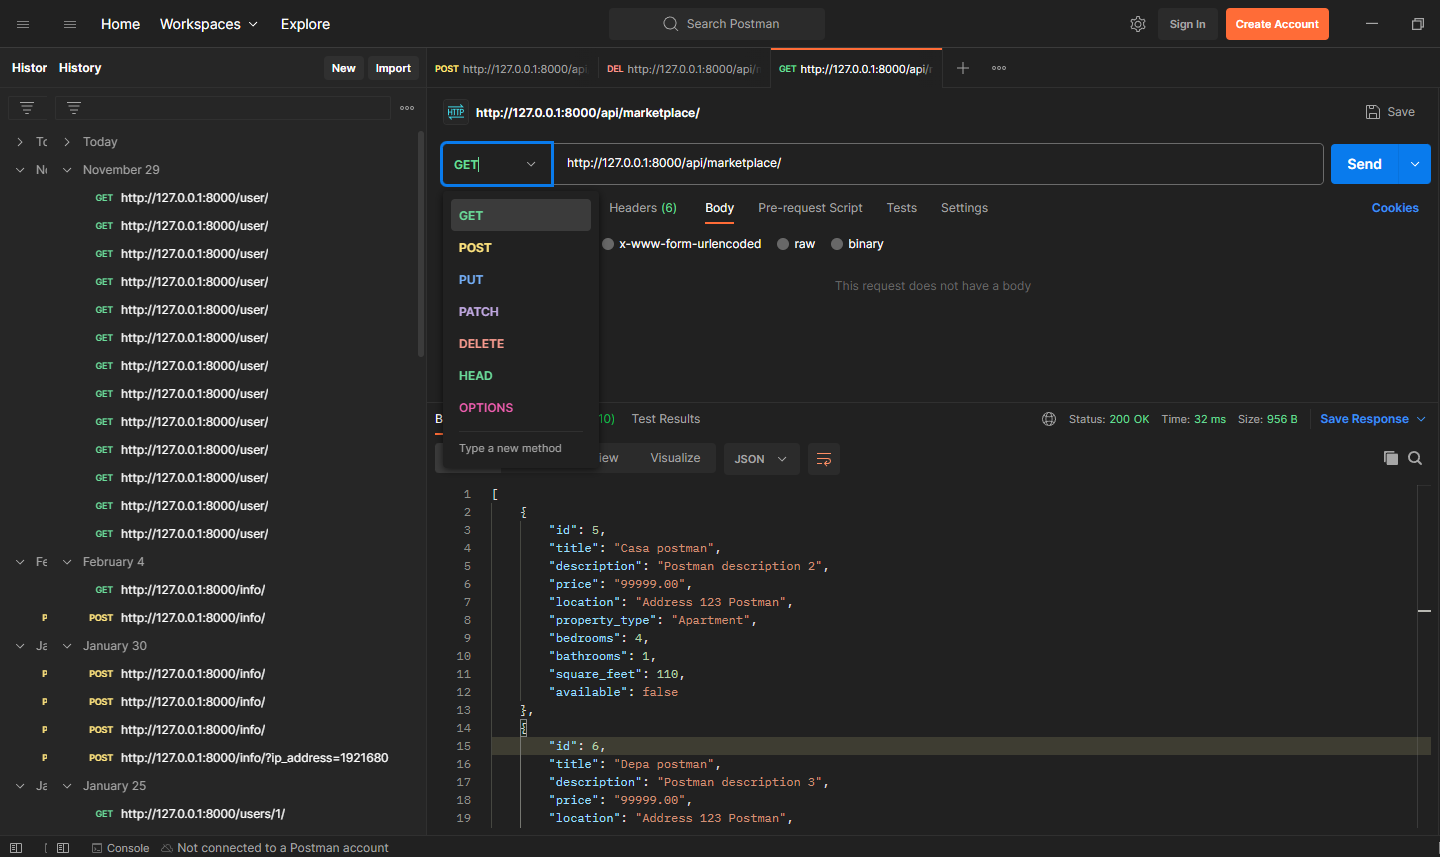 Home Workspaces Explore
Search Postman
Sign In
Create Account
Histor
History
New Import
POST http://127.0.0.1:8000/api
DEL http://127.0.0.1:8000/api/
GET http://127.0.0.1:8000/api/
HTTP http://127.0.0.1:8000/api/marketplace/
Save
GET http://127.0.0.1:8000/api/marketplace/
Send
Today
November 29
GET http://127.0.0.1:8000/user/
GET http://127.0.0.1:8000/user/
GET http://127.0.0.1:8000/user/
GET http://127.0.0.1:8000/user/
GET http://127.0.0.1:8000/user/
GET http://127.0.0.1:8000/user/
GET http://127.0.0.1:8000/user/
GET http://127.0.0.1:8000/user/
GET http://127.0.0.1:8000/user/
GET http://127.0.0.1:8000/user/
GET http://127.0.0.1:8000/user/
GET http://127.0.0.1:8000/user/
GET http://127.0.0.1:8000/user/
February 4
GET http://127.0.0.1:8000/info/
POST http://127.0.0.1:8000/info/
January 30
POST http://127.0.0.1:8000/info/
POST http://127.0.0.1:8000/info/
POST http://127.0.0.1:8000/info/
POST http://127.0.0.1:8000/info/?ip_address=1921680
January 25
GET http://127.0.0.1:8000/users/1/
GET
POST
PUT
PATCH
DELETE
HEAD
OPTIONS
Type a new method
Headers (6) Body Pre-request Script Tests Settings Cookies
x-www-form-urlencoded raw binary
This request does not have a body
B 10) Test Results
Status: 200 OK Time: 32 ms Size: 956 B Save Response
iew Visualize JSON
1 [
2 {
3 "id": 5,
4 "title": "Casa postman",
5 "description": "Postman description 2",
6 "price": "99999.00",
7 "location": "Address 123 Postman",
8 "property_type": "Apartment",
9 "bedrooms": 4,
10 "bathrooms": 1,
11 "square_feet": 110,
12 "available": false
13 },
14 {
15 "id": 6,
16 "title": "Depa postman",
17 "description": "Postman description 3",
18 "price": "99999.00",
19 "location": "Address 123 Postman",
Console Not connected to a Postman account